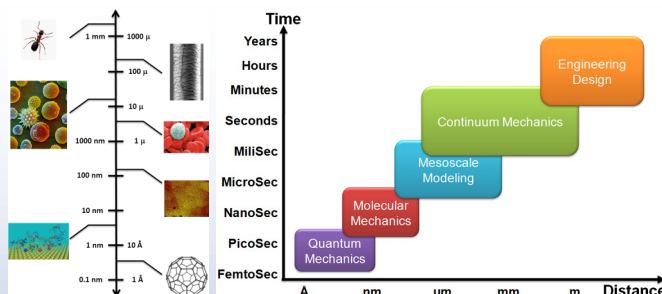 1 mm
1000 μ
100 μ
10 μ
1000 nm
1 μ
100 nm
10 nm
1 nm
10 Å
0.1 nm
1 Å
Time
Years
Hours
Minutes
Seconds
MiliSec
MicroSec
NanoSec
PicoSec
FemtoSec
Engineering
Design
Continuum Mechanics
Mesoscale
Modeling
Molecular
Mechanics
Quantum
Mechanics
A nm um mm m Distance